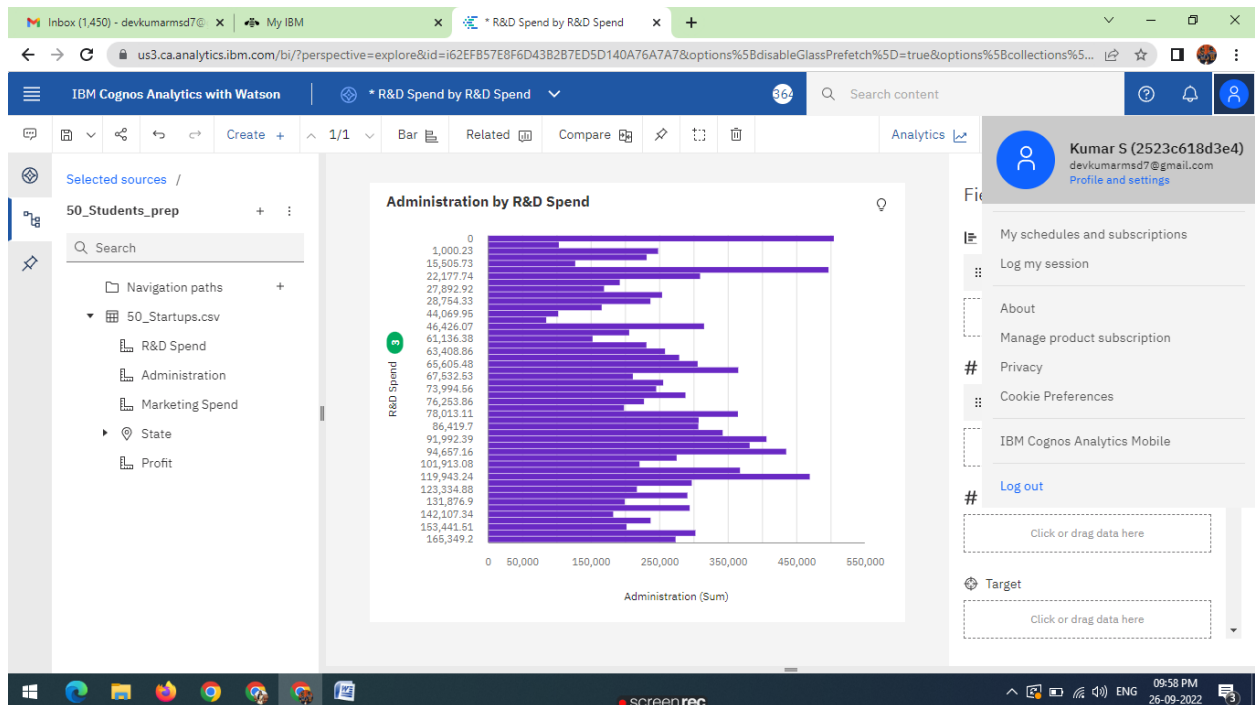 Inbox (1,450) - devkumarmsd7@
My IBM
* R&D Spend by R&D Spend
us3.ca.analytics.ibm.com/bi/?perspective=explore&id=i62EFB57E8F6D43B2B7ED5D140A76A7A7&options%5BdisableGlassPrefetch%5D=true&options%5Bcollections%5...
IBM Cognos Analytics with Watson
* R&D Spend by R&D Spend
364
Search content
Create +
1/1
Bar
Related
Compare
Analytics
Kumar S (2523c618d3e4)
devkumarmsd7@gmail.com
Profile and settings
My schedules and subscriptions
Log my session
About
Manage product subscription
Privacy
Cookie Preferences
IBM Cognos Analytics Mobile
Log out
Selected sources /
50_Students_prep
Search
Navigation paths
50_Startups.csv
R&D Spend
Administration
Marketing Spend
State
Profit
Administration by R&D Spend
3
R&D Spend
0
1,000.23
15,505.73
22,177.74
27,892.92
28,754.33
44,069.95
46,426.07
61,136.38
63,408.86
65,605.48
67,532.53
73,994.56
76,253.86
78,013.11
86,419.7
91,992.39
94,657.16
101,913.08
119,943.24
123,334.88
131,876.9
142,107.34
153,441.51
165,349.2
0 50,000 150,000 250,000 350,000 450,000 550,000
Administration (Sum)
#
#
Click or drag data here
Target
Click or drag data here
screenrec
ENG
09:58 PM
26-09-2022
3